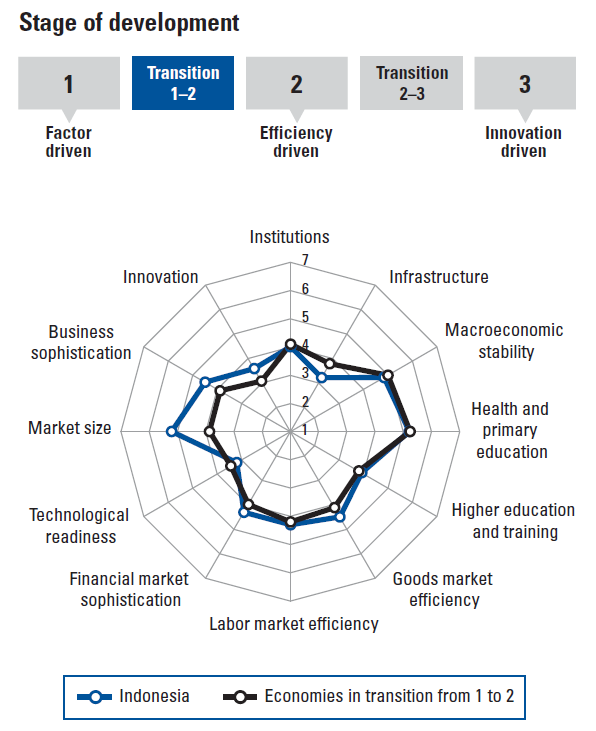 Stage of development
1
Transition
1–2
2
Transition
2–3
3
Factor
driven
Efficiency
driven
Innovation
driven
Institutions
7
Innovation
Infrastructure
6
5
Business
sophistication
Macroeconomic
stability
4
3
2
Market size
1
Health and
primary
education
Technological
readiness
Higher education
and training
Financial market
sophistication
Goods market
efficiency
Labor market efficiency
Indonesia
Economies in transition from 1 to 2